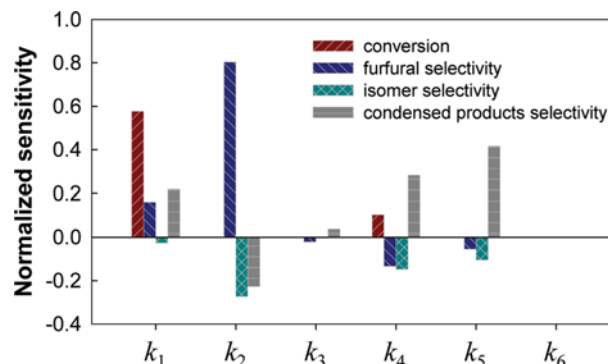 Normalized sensitivity
1.0
0.8
0.6
0.4
0.2
0.0
-0.2
-0.4
conversion
furfural selectivity
isomer selectivity
condensed products selectivity
k1 k2 k3 k4 k5 k6